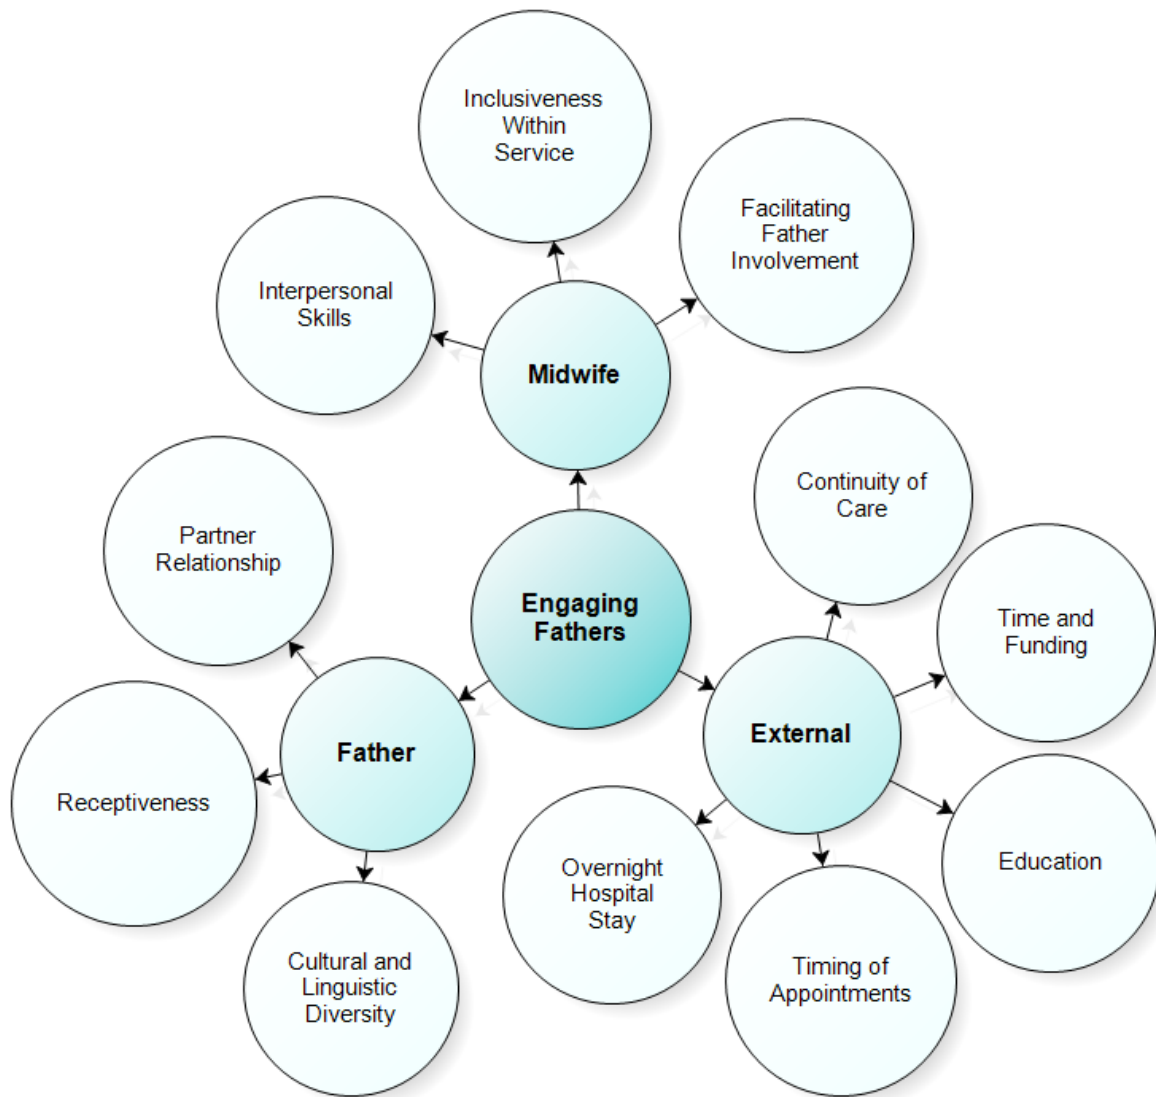 Inclusiveness
Within
Service
Facilitating
Father
Involvement
Interpersonal
Skills
Midwife
Continuity of
Care
Partner
Relationship
Engaging
Fathers
Time and
Funding
Father
External
Receptiveness
Overnight
Hospital
Stay
Education
Cultural and
Linguistic
Diversity
Timing of
Appointments